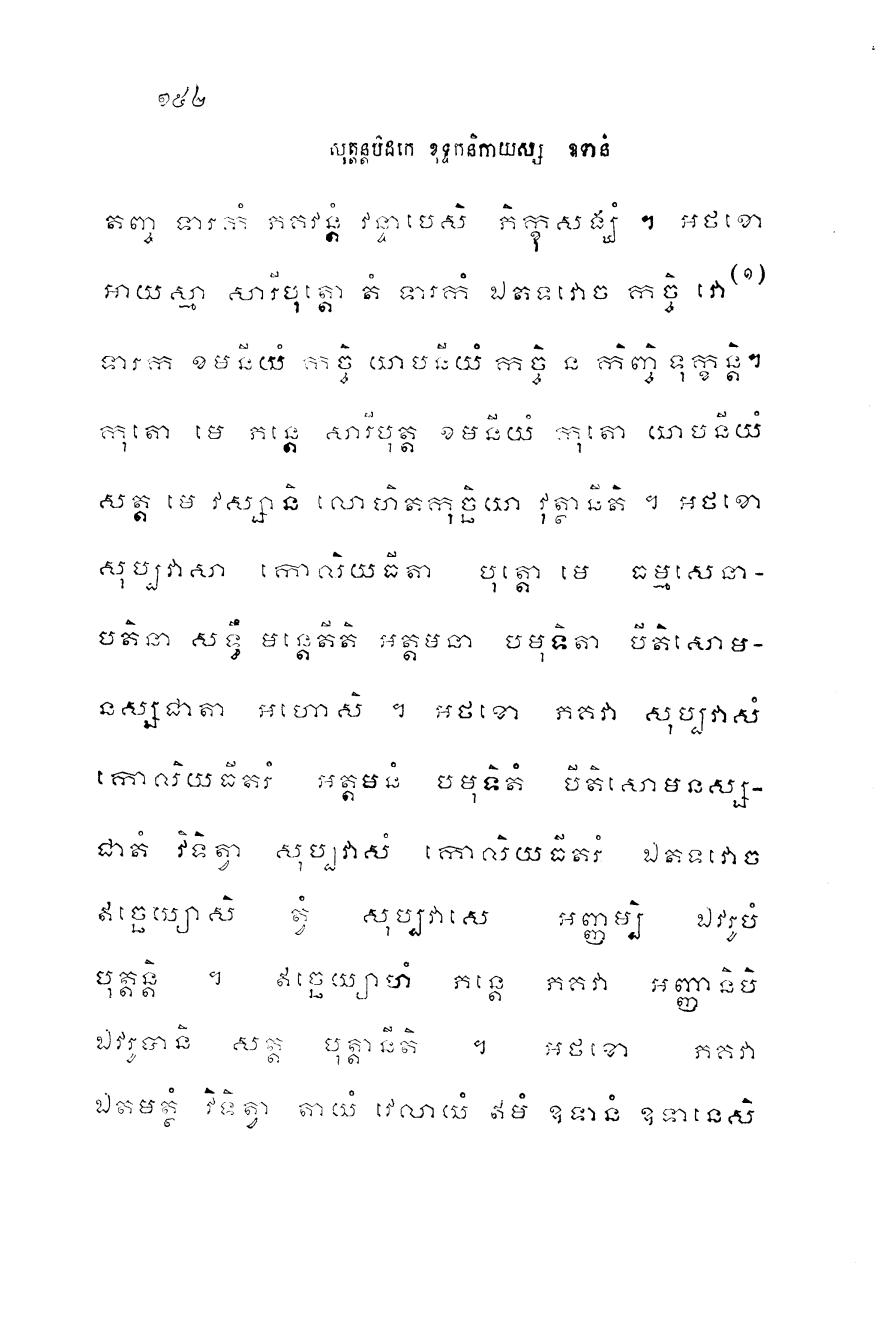 ១៥២
សុត្តន្តបិដកេ ខុទ្ទកនិកាយស្ស ឧទានំ
តញ្ច ទារកំ ភគវន្តំ វន្ទាបេសិ ភិក្ខុសង្ឃំ ។ អថខោ
អាយស្មា សារីបុត្តោ តំ ទារកំ ឯតទវោច កច្ចិ វោ(១)
ទារក ខមនីយំ កច្ចិ យាបនីយំ កច្ចិ ន កិញ្ចិ ទុក្ខន្តិ។
កុតោ មេ ភន្តេ សារីបុត្ត ខមនីយំ កុតោ យាបនីយំ
សត្ត មេ វស្សានិ លោហិតកុច្ឆិយា វុត្ថានីតិ ។ អថខោ
សុប្បវាសា កោលិយធីតា បុត្តោ មេ ធម្មសេនា-
បតិនា សទ្ធឹ មន្តេតីតិ អត្តមនា បមុទិតា បីតិសោម-
នស្សជាតា អហោសិ ។ អថខោ ភគវា សុប្បវាសំ
កោលិយធីតរំ អត្តមនំ បមុទិតំ បីតិសោមនស្ស-
ជាតំ វិទិត្វា សុប្បវាសំ កោលិយធីតរំ ឯតទវោច
ឥច្ឆេយ្យាសិ ត្វំ សុប្បវាសេ អញ្ញម្បិ ឯវរូបំ
បុត្តន្តិ ។ ឥច្ឆេយ្យាហំ ភន្តេ ភគវា អញ្ញានិបិ
ឯវរូបានិ សត្ត បុត្តានីតិ ។ អថខោ ភគវា
ឯតមត្ថំ វិទិត្វា តាយំ វេលាយំ ឥមំ ឧទានំ ឧទានេសិ